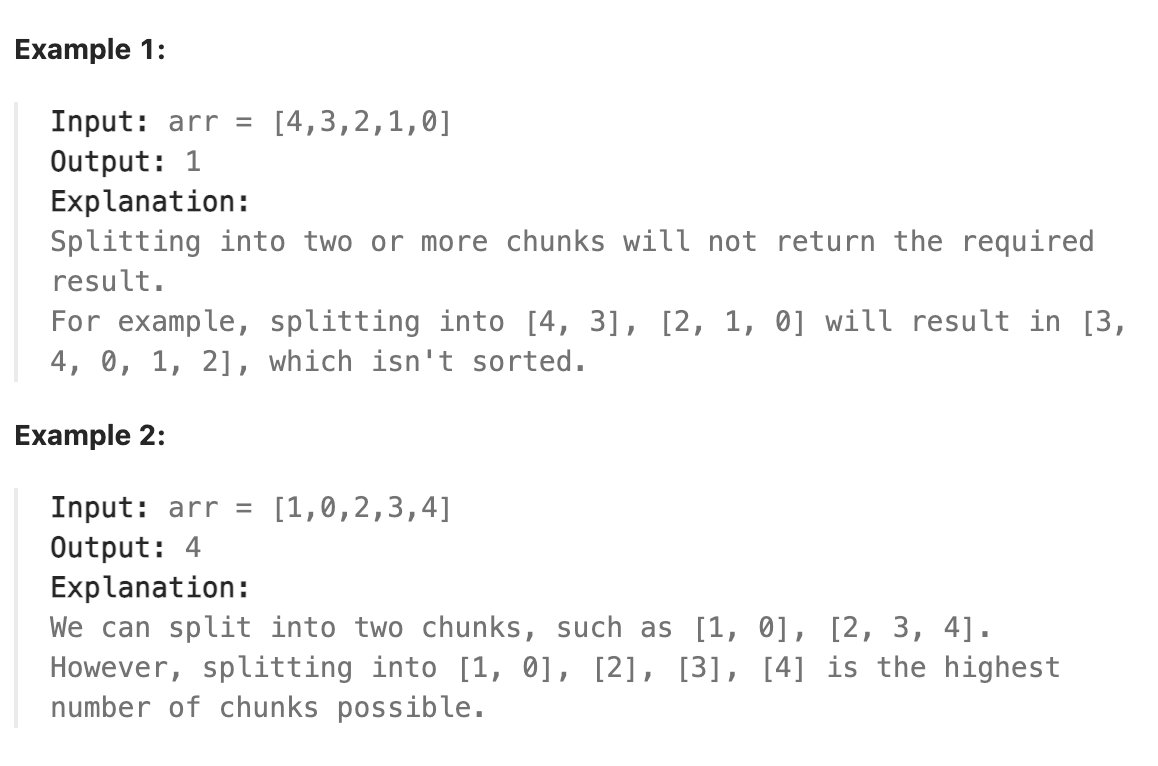 Example 1:
Input: arr = [4,3,2,1,0]
Output: 1
Explanation:
Splitting into two or more chunks will not return the required
result.
For example, splitting into [4, 3], [2, 1, 0] will result in [3,
4, 0, 1, 2], which isn't sorted.
Example 2:
Input: arr = [1,0,2,3,4]
Output: 4
Explanation:
We can split into two chunks, such as [1, 0], [2, 3, 4].
However, splitting into [1, 0], [2], [3], [4] is the highest
number of chunks possible.